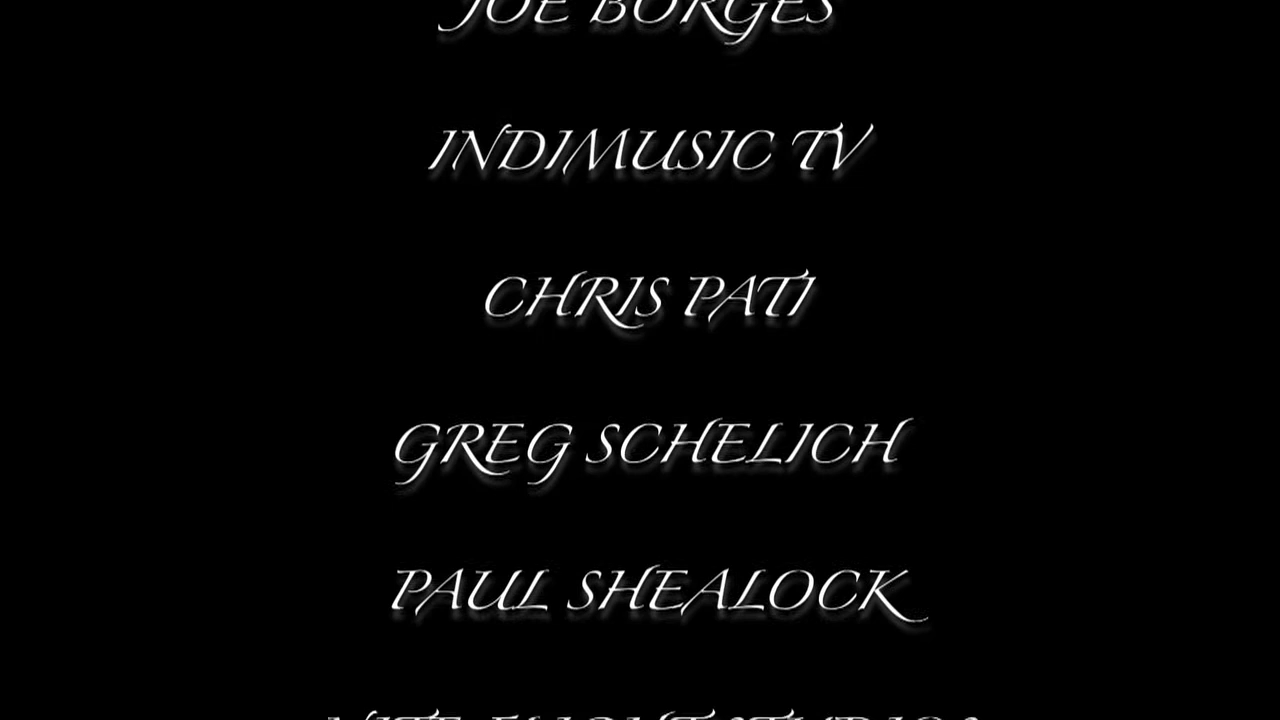 JOE BORGES
INDIMUSIC TV
CHRIS PATI
GREG SCHELICH
PAUL SHEALOCK